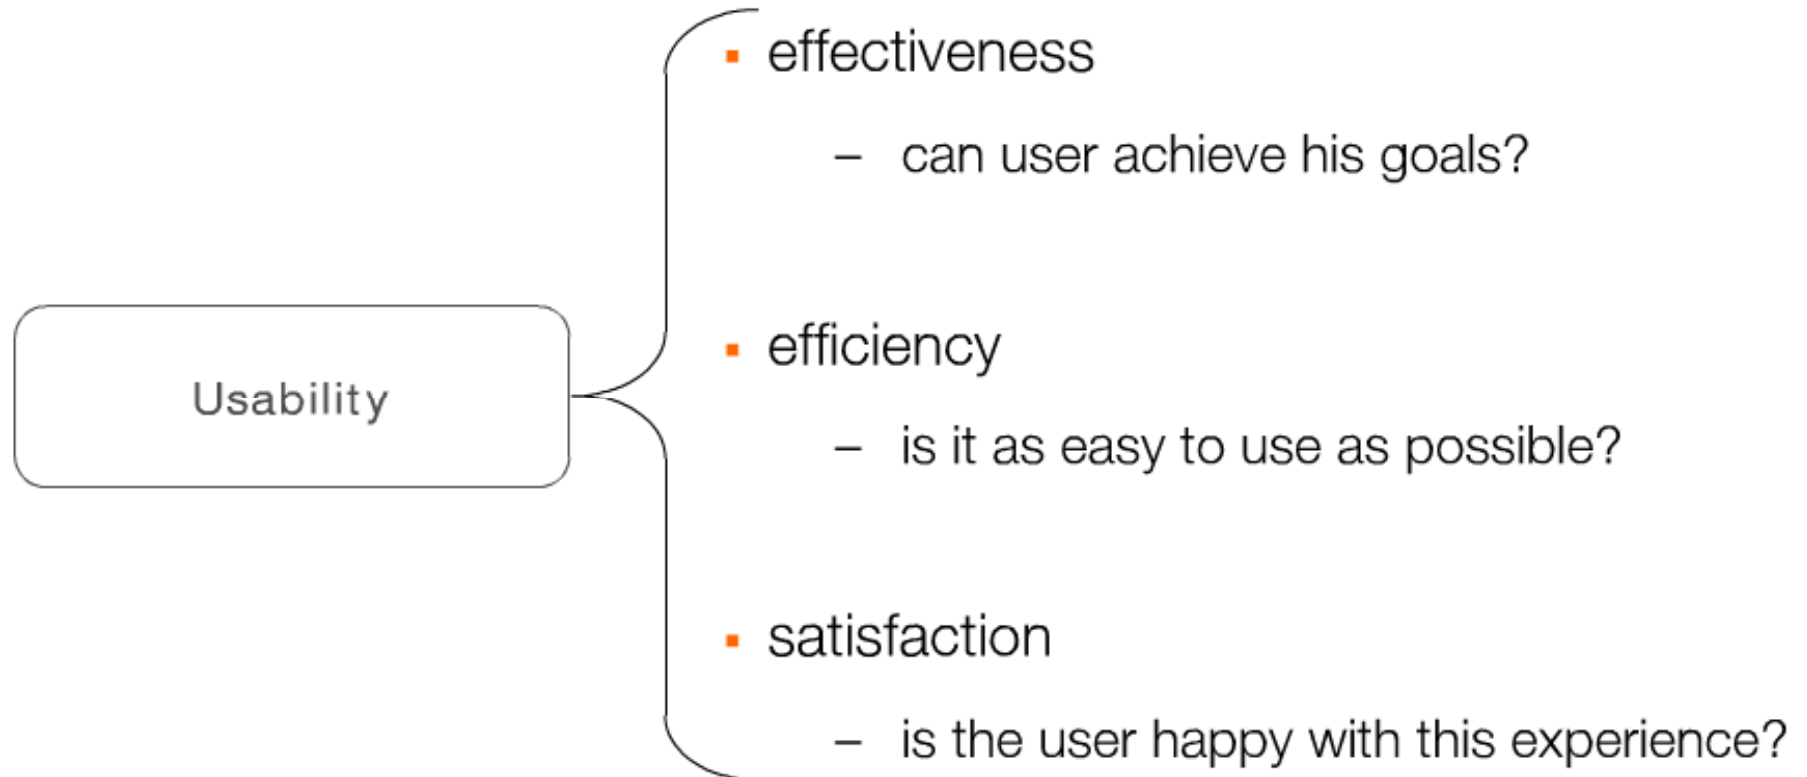 effectiveness
– can user achieve his goals?
efficiency
Usability
– is it as easy to use as possible?
satisfaction
– is the user happy with this experience?